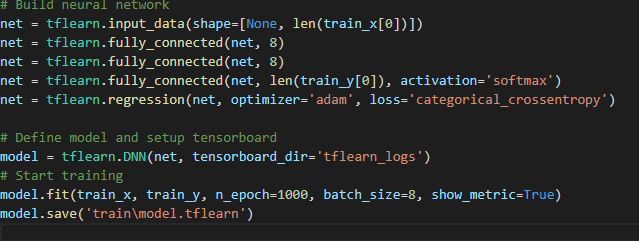 # Build neural network
net = tflearn.input_data(shape=[None, len(train_x[0])])
net = tflearn.fully_connected(net, 8)
net = tflearn.fully_connected(net, 8)
net = tflearn.fully_connected(net, len(train_y[0]), activation='softmax')
net = tflearn.regression(net, optimizer='adam', loss='categorical_crossentropy')
# Define model and setup tensorboard
model = tflearn.DNN(net, tensorboard_dir='tflearn_logs')
# Start training
model.fit(train_x, train_y, n_epoch=1000, batch_size=8, show_metric=True)
model.save('train\model.tflearn')